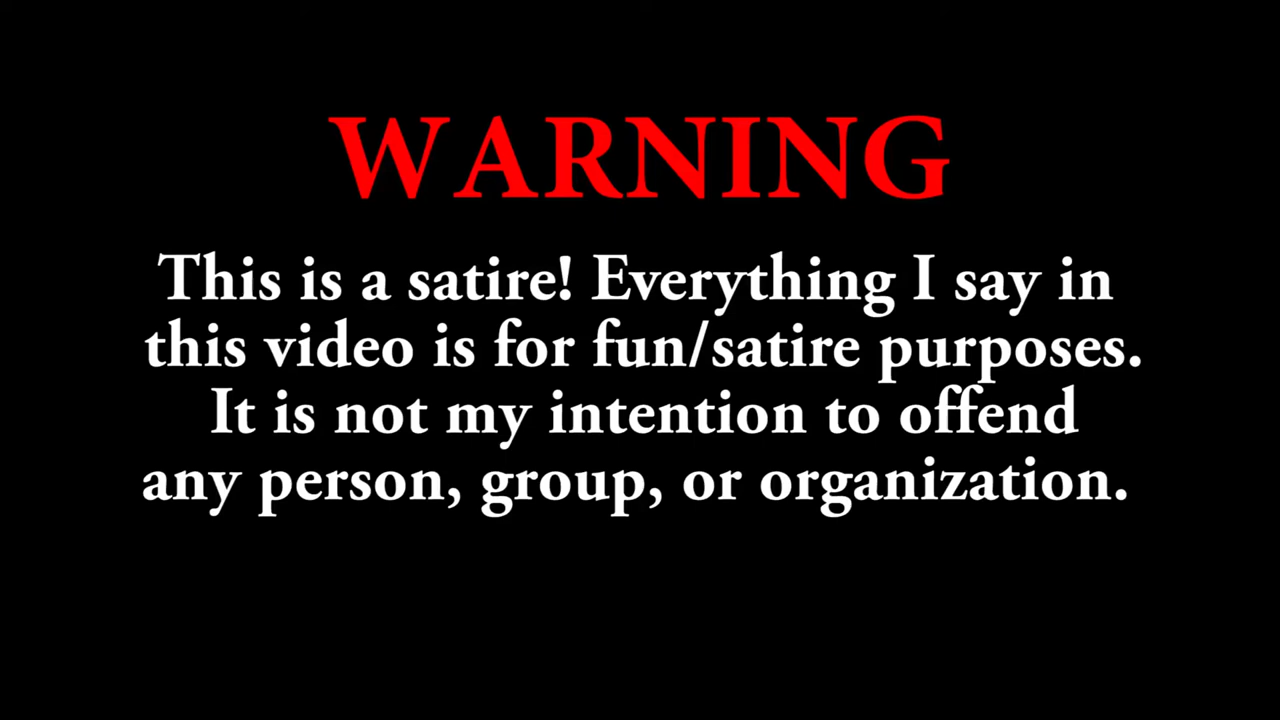 WARNING
This is a satire! Everything I say in
this video is for fun/satire purposes.
It is not my intention to offend
any person, group, or organization.